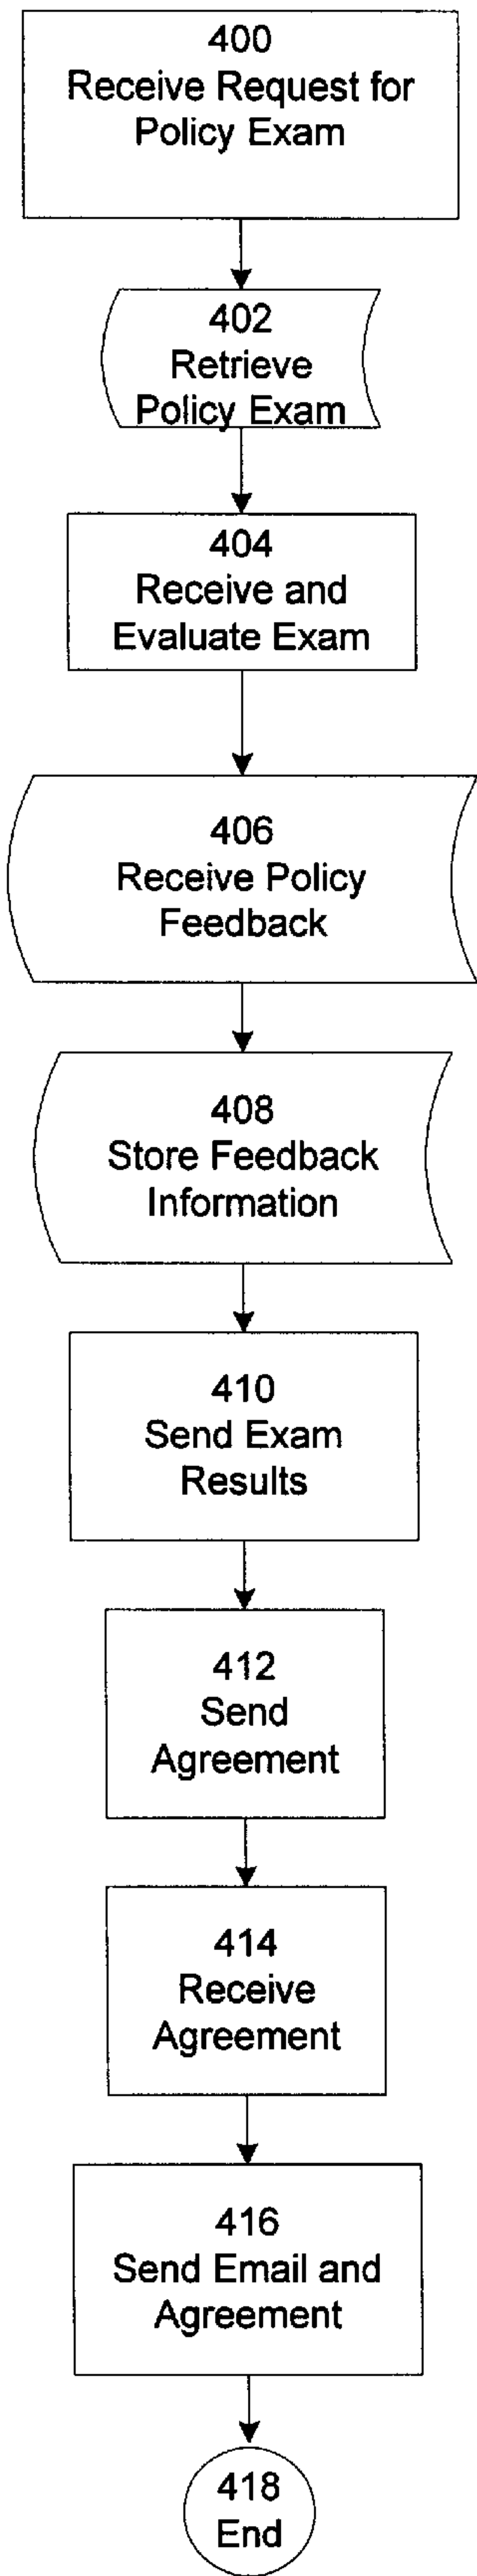 400
Receive Request for
Policy Exam
402
Retrieve
Policy Exam
404
Receive and
Evaluate Exam
406
Receive Policy
Feedback
408
Store Feedback
Information
410
Send Exam
Results
412
Send
Agreement
414
Receive
Agreement
416
Send Email and
Agreement
418
End